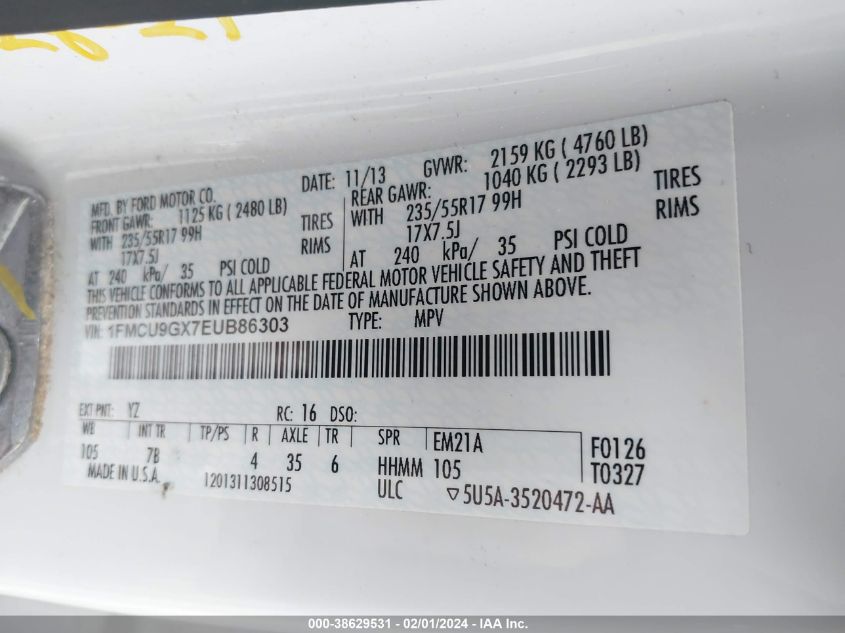 MFD. BY FORD MOTOR CO.
DATE: 11/13 GVWR: 2159 KG ( 4760 LB)
FRONT GAWR: 1125 KG ( 2480 LB)
REAR GAWR: 1040 KG ( 2293 LB)
WITH 235/55R17 99H TIRES
WITH 235/55R17 99H TIRES
17X7.5J RIMS
17X7.5J RIMS
AT 240 kPa/ 35 PSI COLD
AT 240 kPa/ 35 PSI COLD
THIS VEHICLE CONFORMS TO ALL APPLICABLE FEDERAL MOTOR VEHICLE SAFETY AND THEFT
PREVENTION STANDARDS IN EFFECT ON THE DATE OF MANUFACTURE SHOWN ABOVE.
VIN: 1FMCU9GX7EUB86303 TYPE: MPV
EXT PNT: YZ RC: 16 DSO:
WB INT TR TP/PS R AXLE TR SPR EM21A F0126
105 7B 4 35 6 HHMM 105 T0327
MADE IN U.S.A. 1201311308515 ULC ▽5U5A-3520472-AA
000-38629531 - 02/01/2024 - IAA Inc.